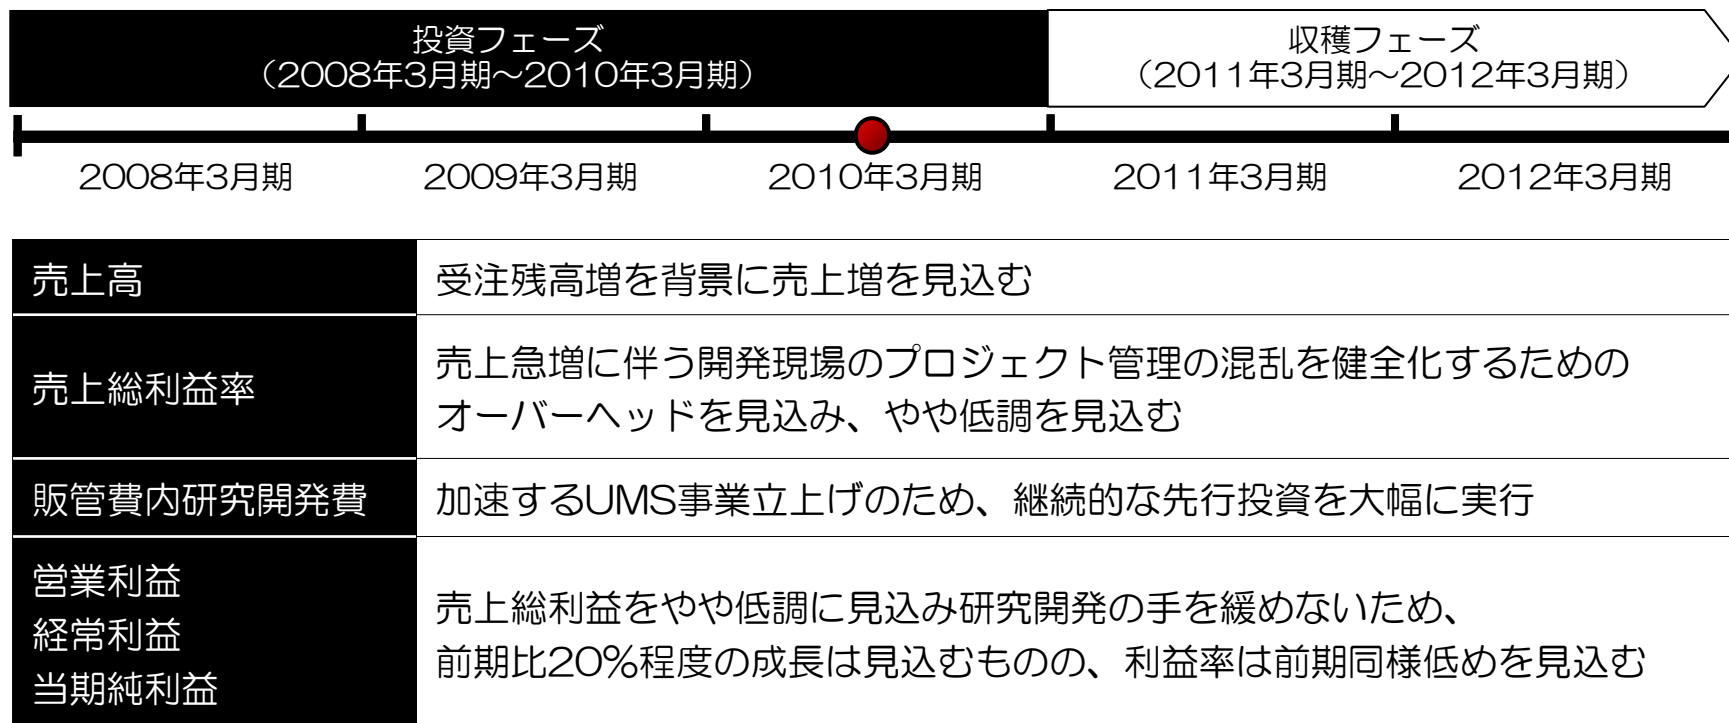 投資フェーズ
（2008年3月期～2010年3月期）
収穫フェーズ
（2011年3月期～2012年3月期）
2008年3月期
2009年3月期
2010年3月期
2011年3月期
2012年3月期
売上高
受注残高増を背景に売上増を見込む
売上総利益率
売上急増に伴う開発現場のプロジェクト管理の混乱を健全化するための
オーバーヘッドを見込み、やや低調を見込む
販管費内研究開発費
加速するUMS事業立上げのため、継続的な先行投資を大幅に実行
営業利益
経常利益
当期純利益
売上総利益をやや低調に見込み研究開発の手を緩めないため、
前期比20%程度の成長は見込むものの、利益率は前期同様低めを見込む